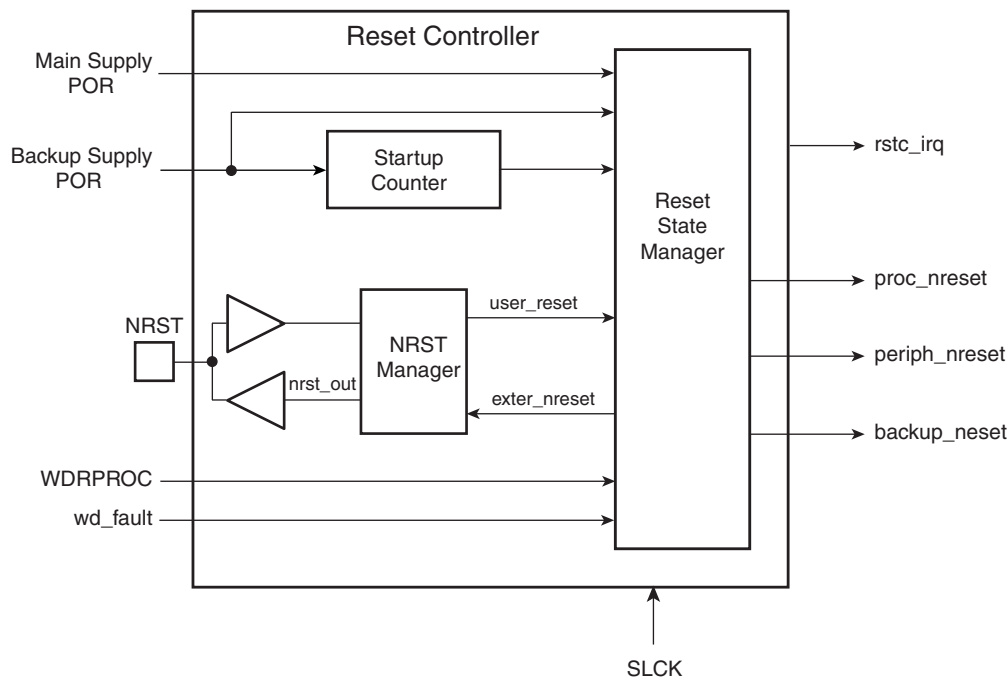 Reset Controller
Main Supply
POR
Backup Supply
POR
Startup
Counter
Reset
State
Manager
rstc_irq
proc_nreset
periph_nreset
backup_neset
NRST
user_reset
NRST
Manager
nrst_out
exter_nreset
WDRPROC
wd_fault
SLCK